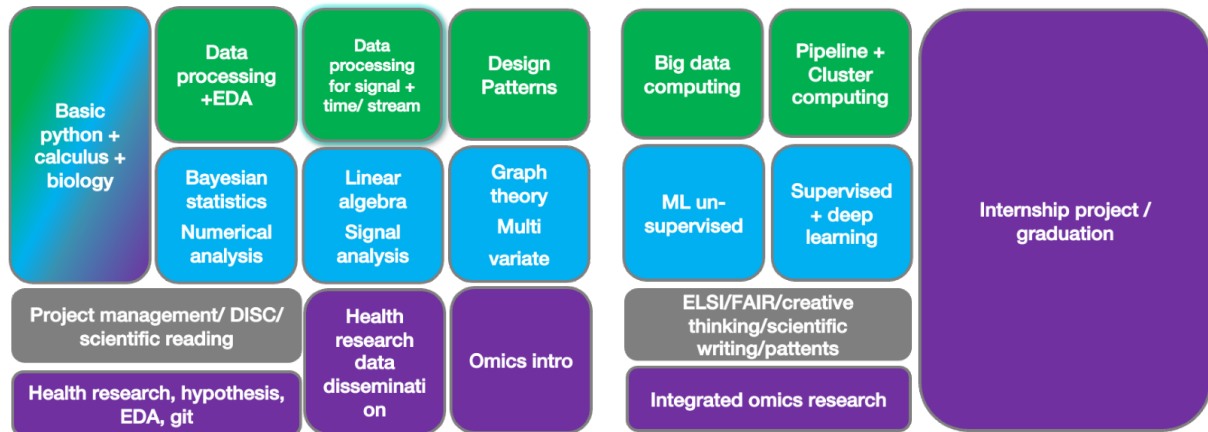 Basic
python +
calculus +
biology
Data
processing
+EDA
Data
processing
for signal +
time/ stream
Design
Patterns
Big data
computing
Pipeline +
Cluster
computing
Bayesian
statistics
Numerical
analysis
Linear
algebra
Signal
analysis
Graph
theory
Multi
variate
ML un-
supervised
Supervised
+ deep
learning
Internship project /
graduation
Project management/ DISC/
scientific reading
Health
research
data
disseminati
on
Omics intro
ELSI/FAIR/creative
thinking/scientific
writing/pattents
Health research, hypothesis,
EDA, git
Integrated omics research